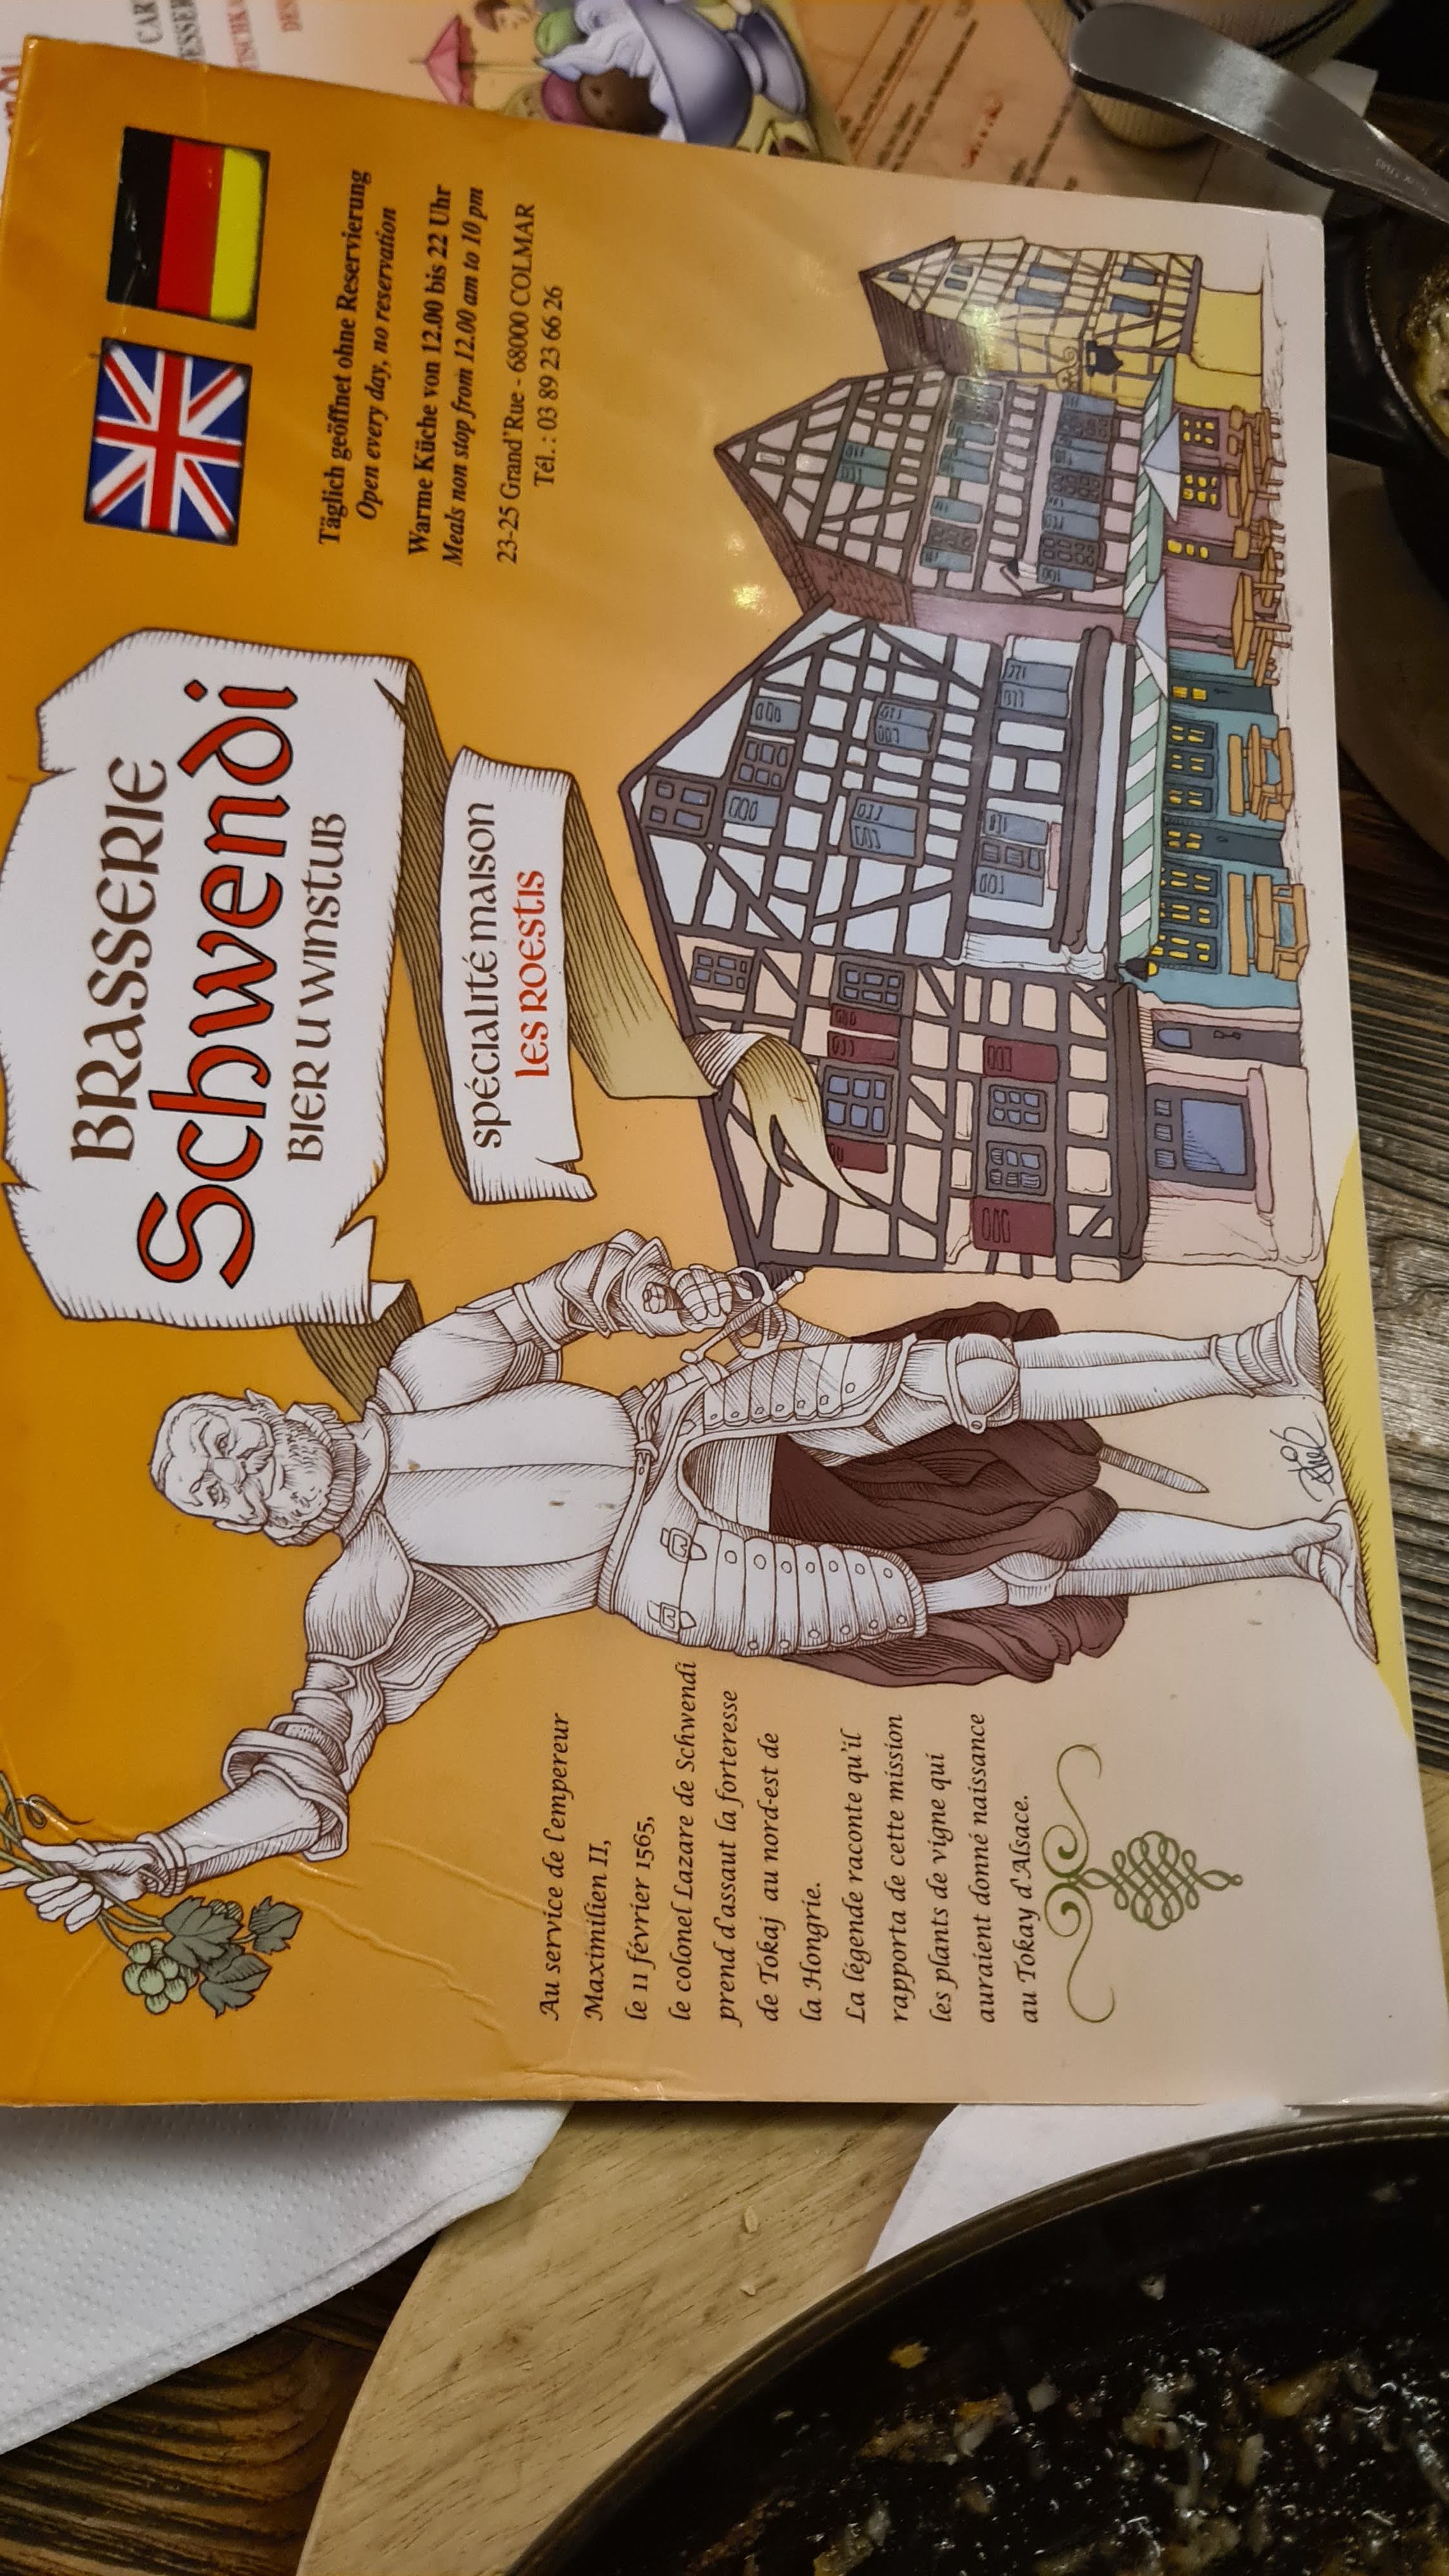 BRASSERIE
Schwendi
BIER U WINSTUB
spécialité maison
LES ROESTIS
Täglich geöffnet ohne Reservierung
Open every day, no reservation
Warme Küche von 12.00 bis 22 Uhr
Meals non stop from 12.00 am to 10 pm
23-25 Grand'Rue - 68000 COLMAR
Tél. : 03 89 23 66 26
Au service de l'empereur
Maximilien II,
le 11 février 1565,
le colonel Lazare de Schwendi
prend d'assaut la forteresse
de Tokaj au nord-est de
la Hongrie.
La légende raconte qu'il
rapporta de cette mission
les plants de vigne qui
auraient donné naissance
au Tokay d'Alsace.